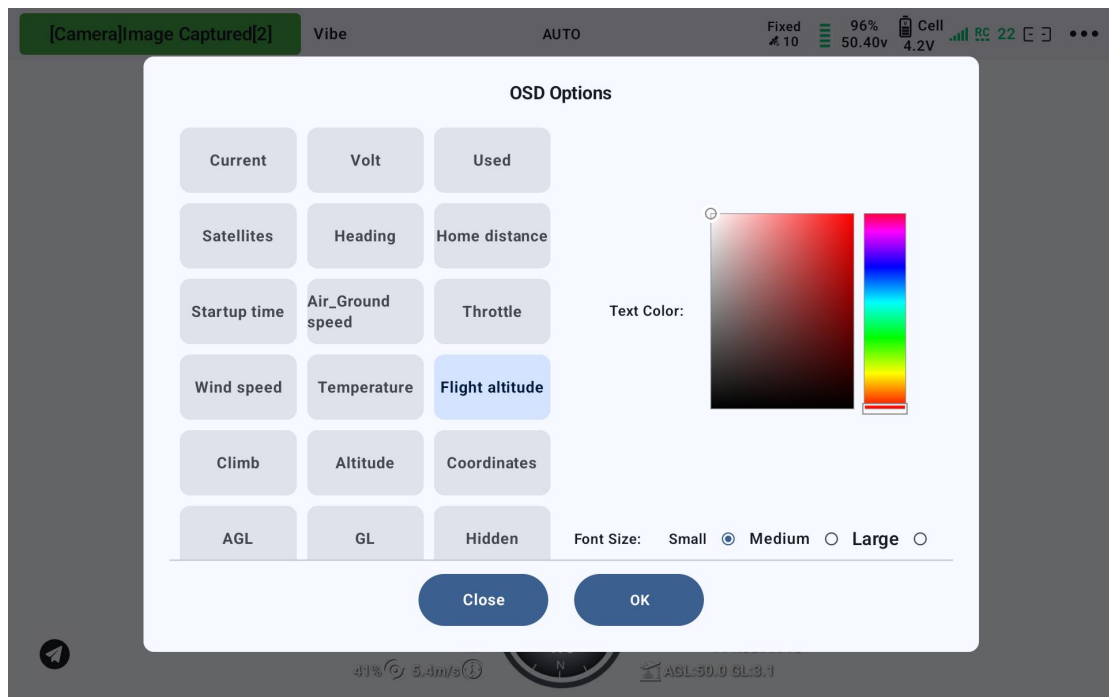 [Camera]Image Captured[2] Vibe AUTO Fixed 96% Cell RC 22
10 50.40v 4.2V
OSD Options
Current Volt Used
Satellites Heading Home distance
Startup time Air_Ground speed Throttle
Text Color:
Wind speed Temperature Flight altitude
Climb Altitude Coordinates
AGL GL Hidden Font Size: Small Medium Large
Close OK
41% 5.4m/s N AGL:50.0 GL:3.1